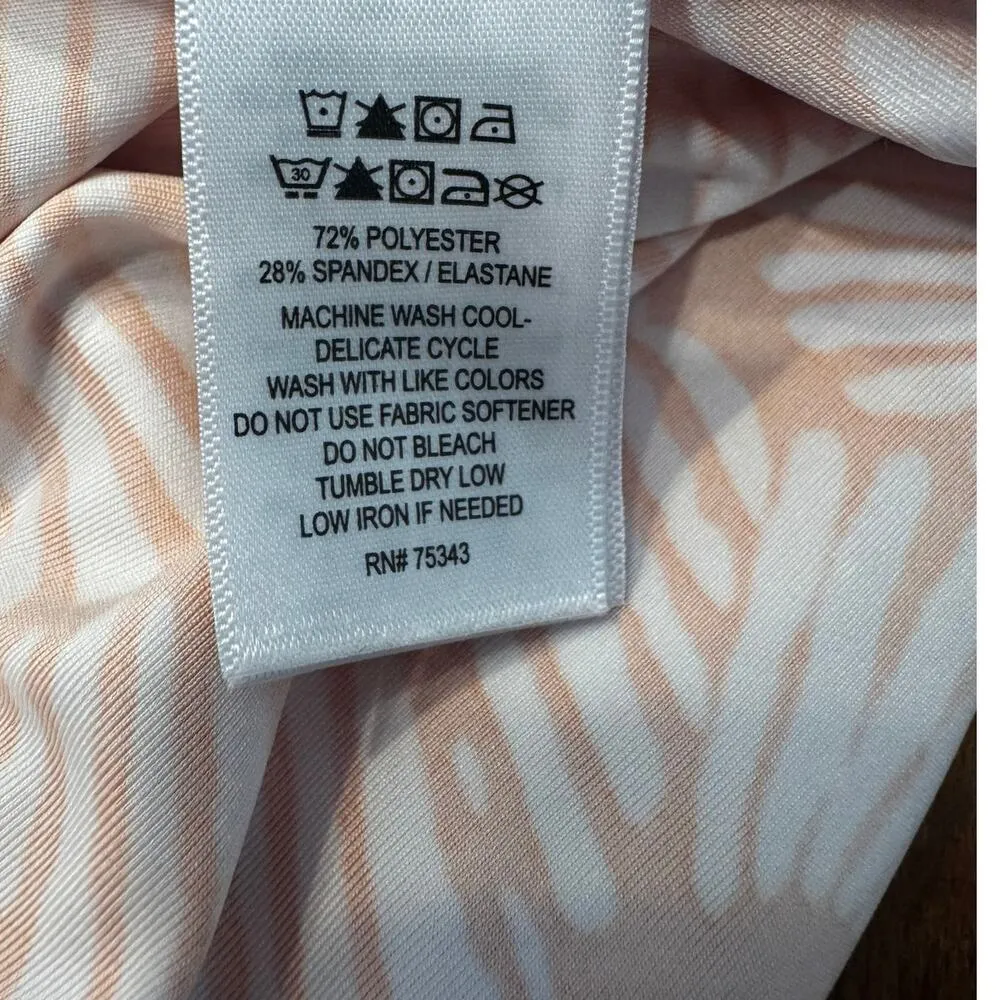 30
72% POLYESTER
28% SPANDEX / ELASTANE
MACHINE WASH COOL-
DELICATE CYCLE
WASH WITH LIKE COLORS
DO NOT USE FABRIC SOFTENER
DO NOT BLEACH
TUMBLE DRY LOW
LOW IRON IF NEEDED
RN# 75343